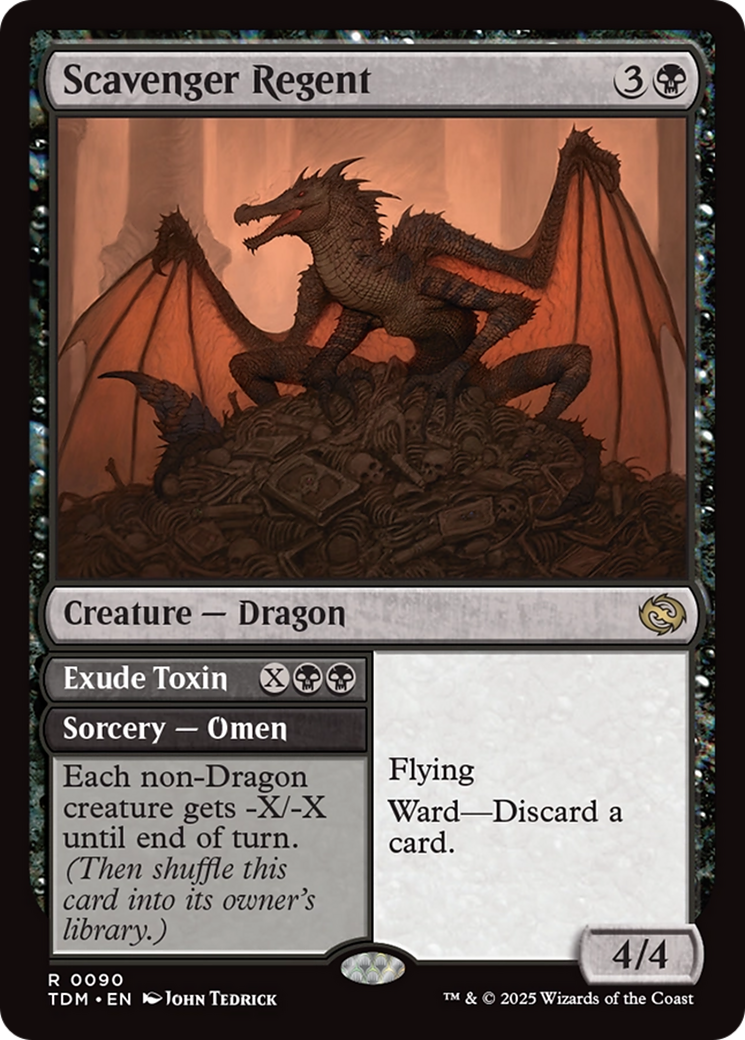 Scavenger Regent 3
Creature — Dragon
Exude Toxin X
Sorcery — Omen
Each non-Dragon
creature gets -X/-X
until end of turn.
(Then shuffle this
card into its owner's
library.)
Flying
Ward—Discard a
card.
4/4
R 0090
TDM • EN John Tedrick
™ & © 2025 Wizards of the Coast